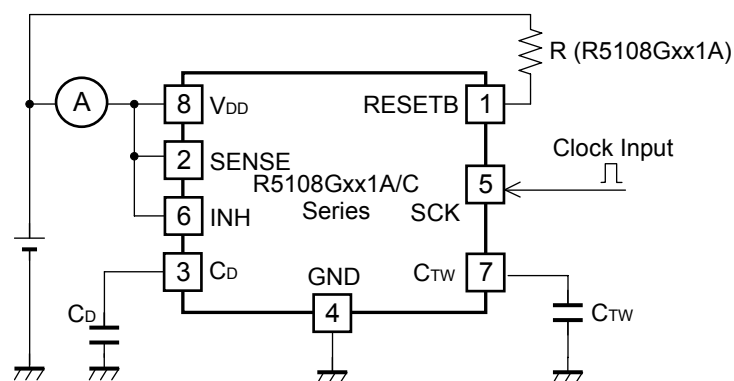 R (R5108Gxx1A)
A
8 VDD
RESETB 1
2 SENSE
Clock Input
R5108Gxx1A/C
Series
5
SCK
6 INH
3 CD
GND
CTW 7
4
CD
CTW